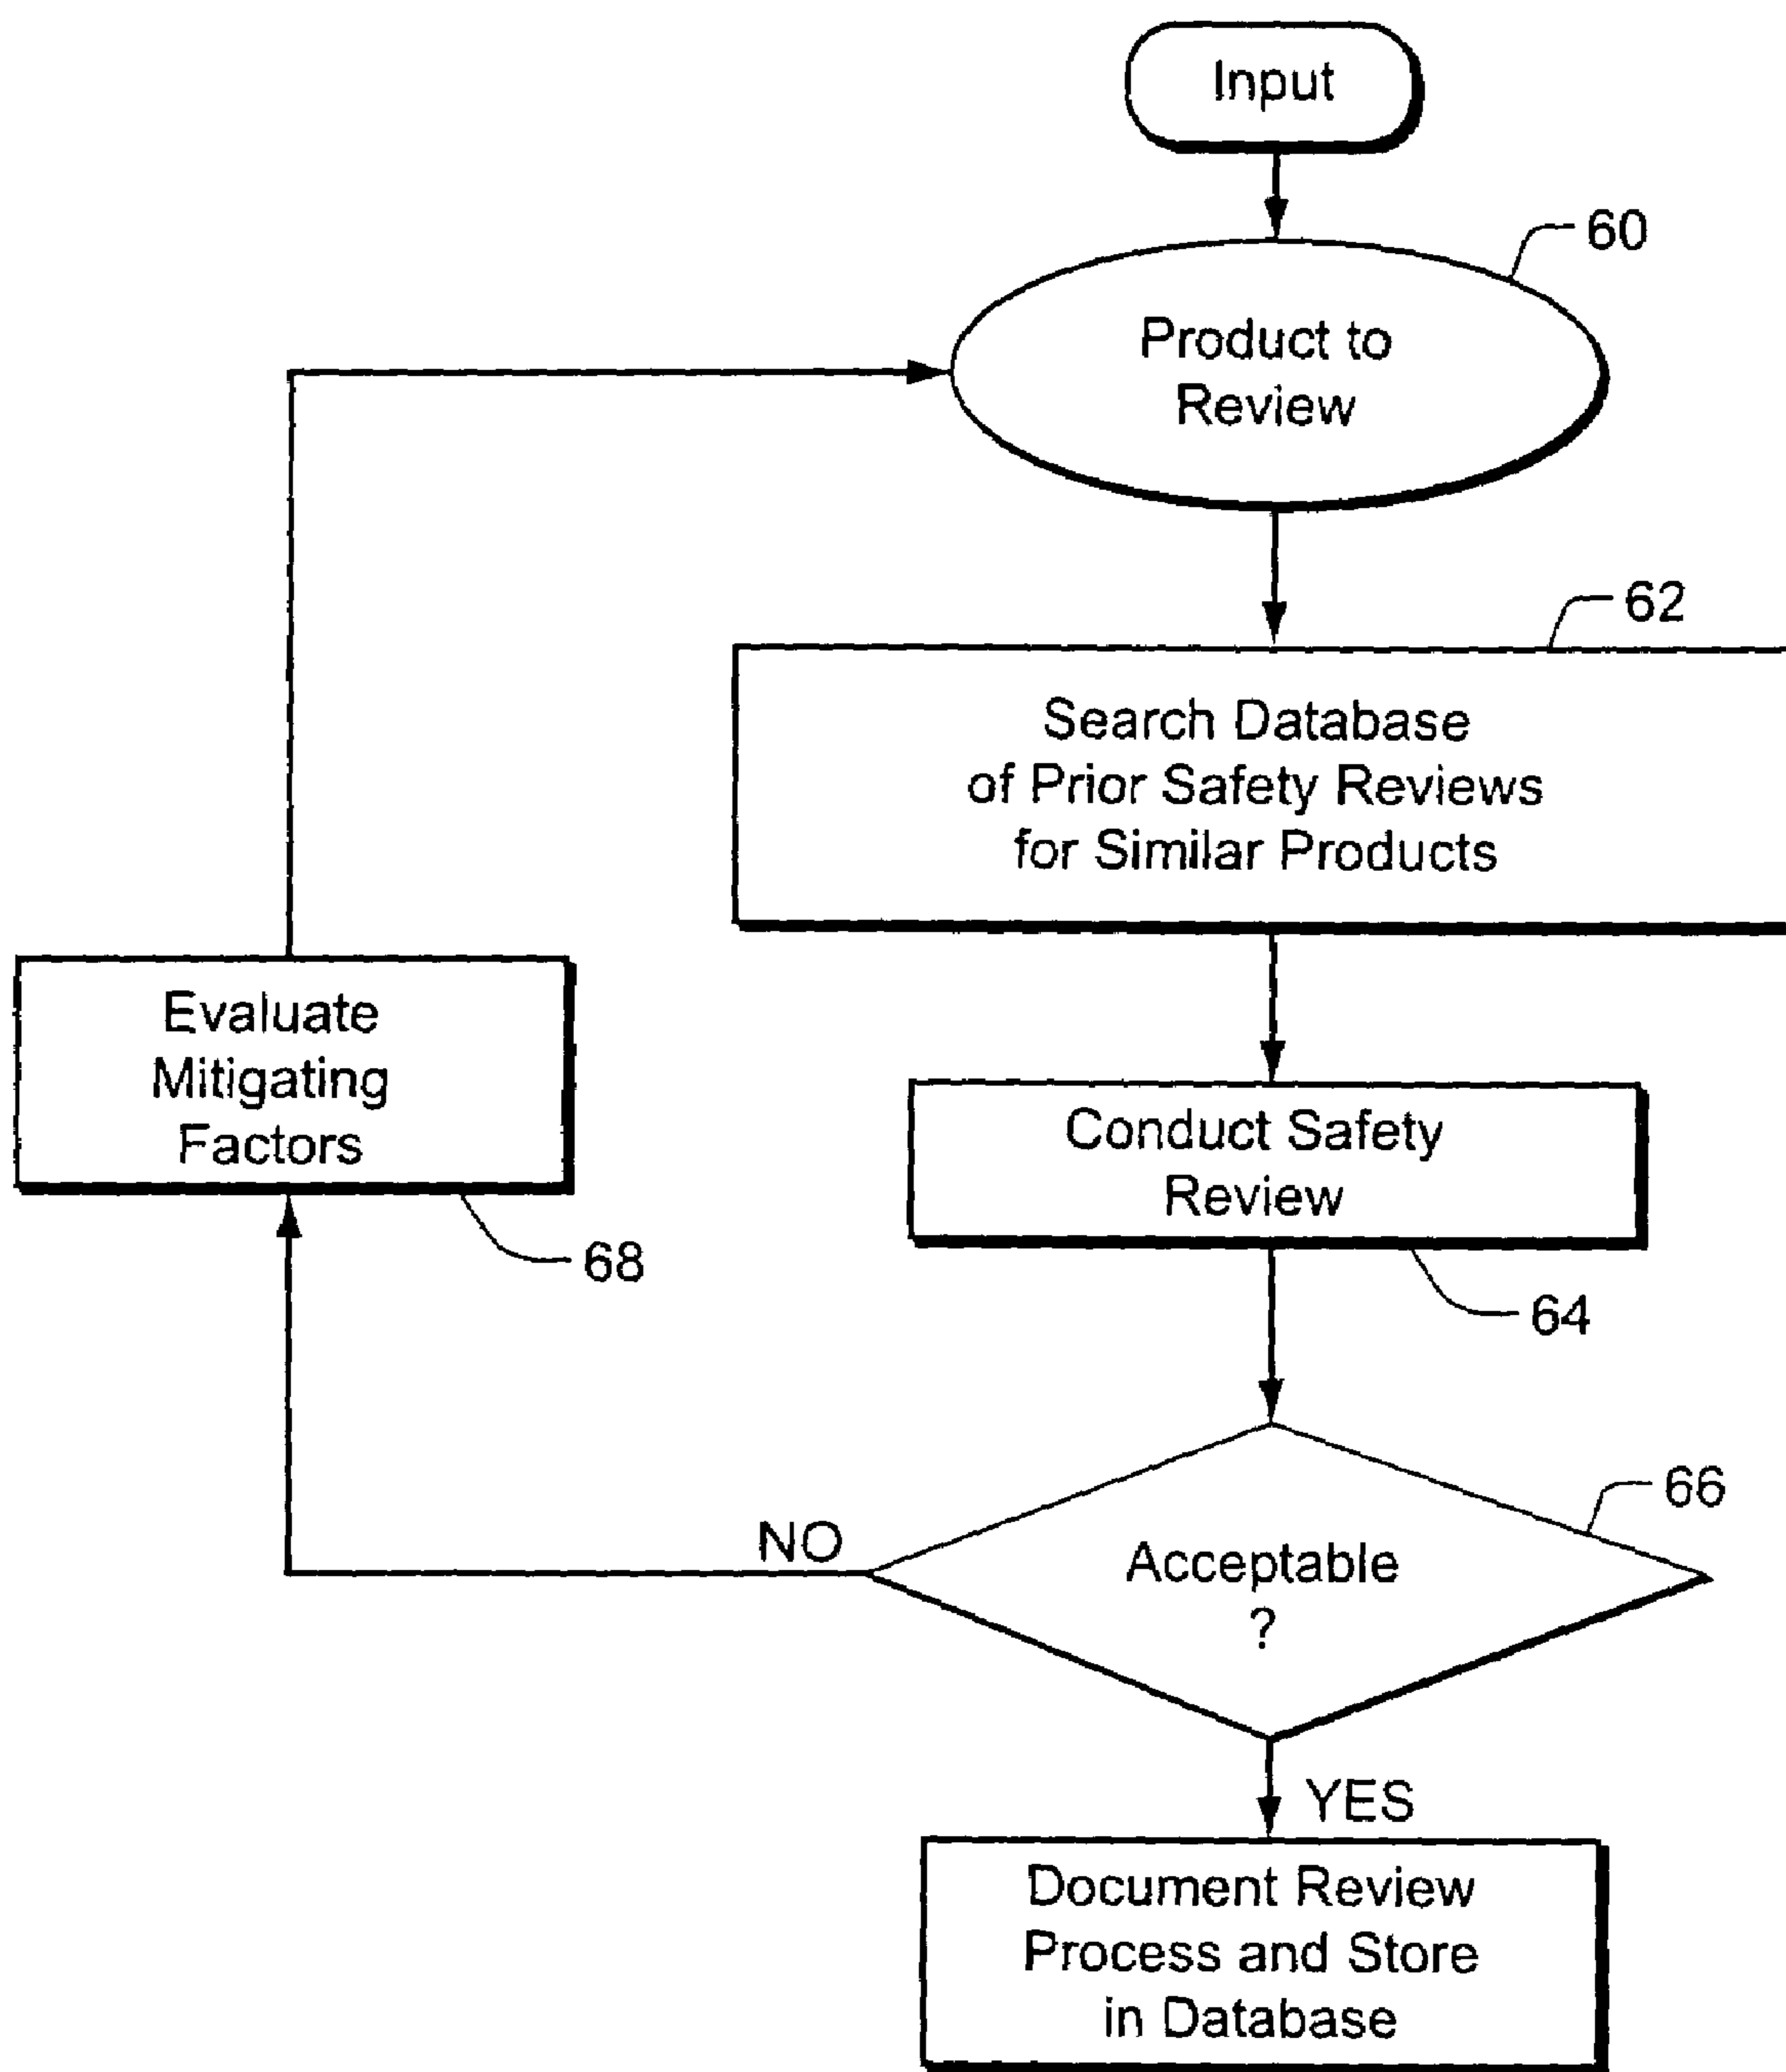 Input
60
Product to
Review
62
Search Database
of Prior Safety Reviews
for Similar Products
Evaluate
Mitigating
Factors
68
Conduct Safety
Review
64
66
NO
Acceptable
?
YES
Document Review
Process and Store
in Database